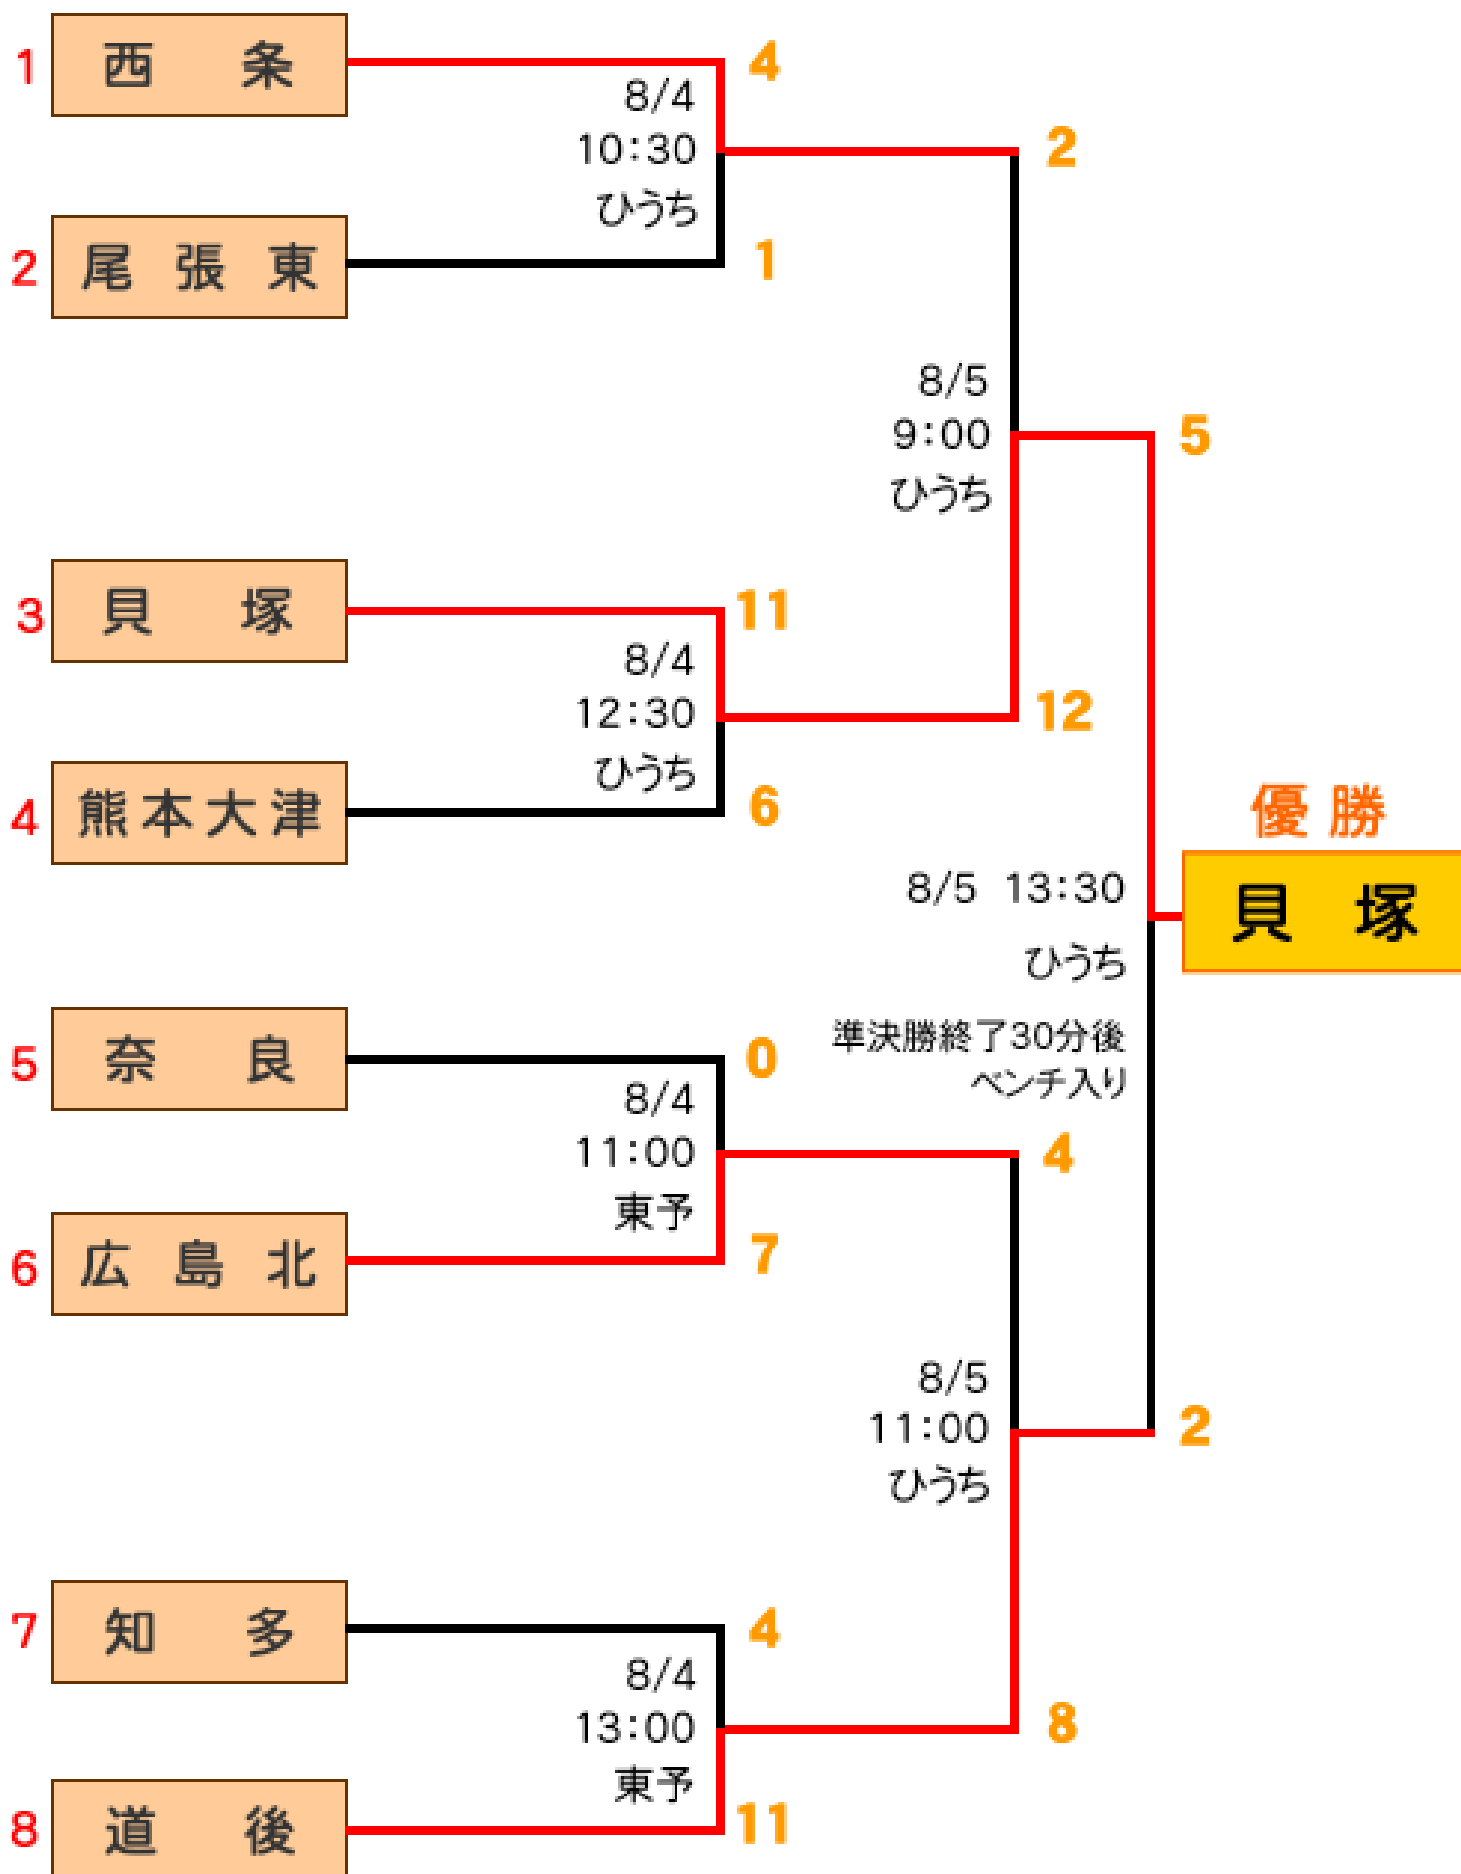 1 西 条
4
8/4
10:30
ひうち
2 尾 張 東
1
2
8/5
9:00
ひうち
5
3 貝 塚
11
8/4
12:30
ひうち
12
4 熊本大津
6
優 勝
貝 塚
8/5 13:30
ひうち
準決勝終了30分後
ベンチ入り
5 奈 良
0
8/4
11:00
東予
4
6 広 島 北
7
8/5
11:00
ひうち
2
7 知 多
4
8/4
13:00
東予
8
8 道 後
11